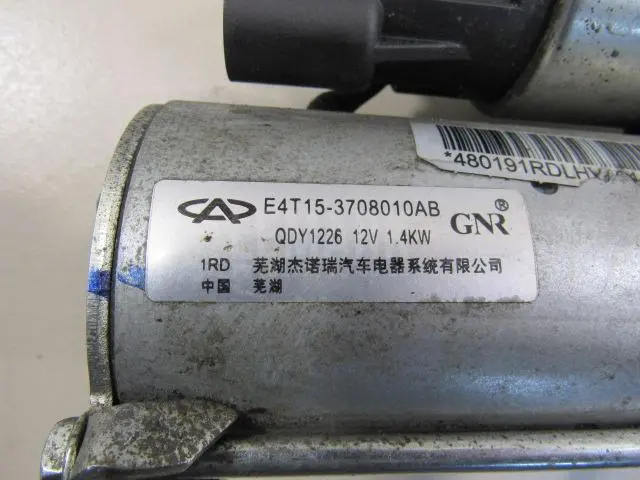 *480191RDLHY
E4T15-3708010AB
GNR®
QDY1226 12V 1.4KW
1RD 芜湖杰诺瑞汽车电器系统有限公司
中国 芜湖